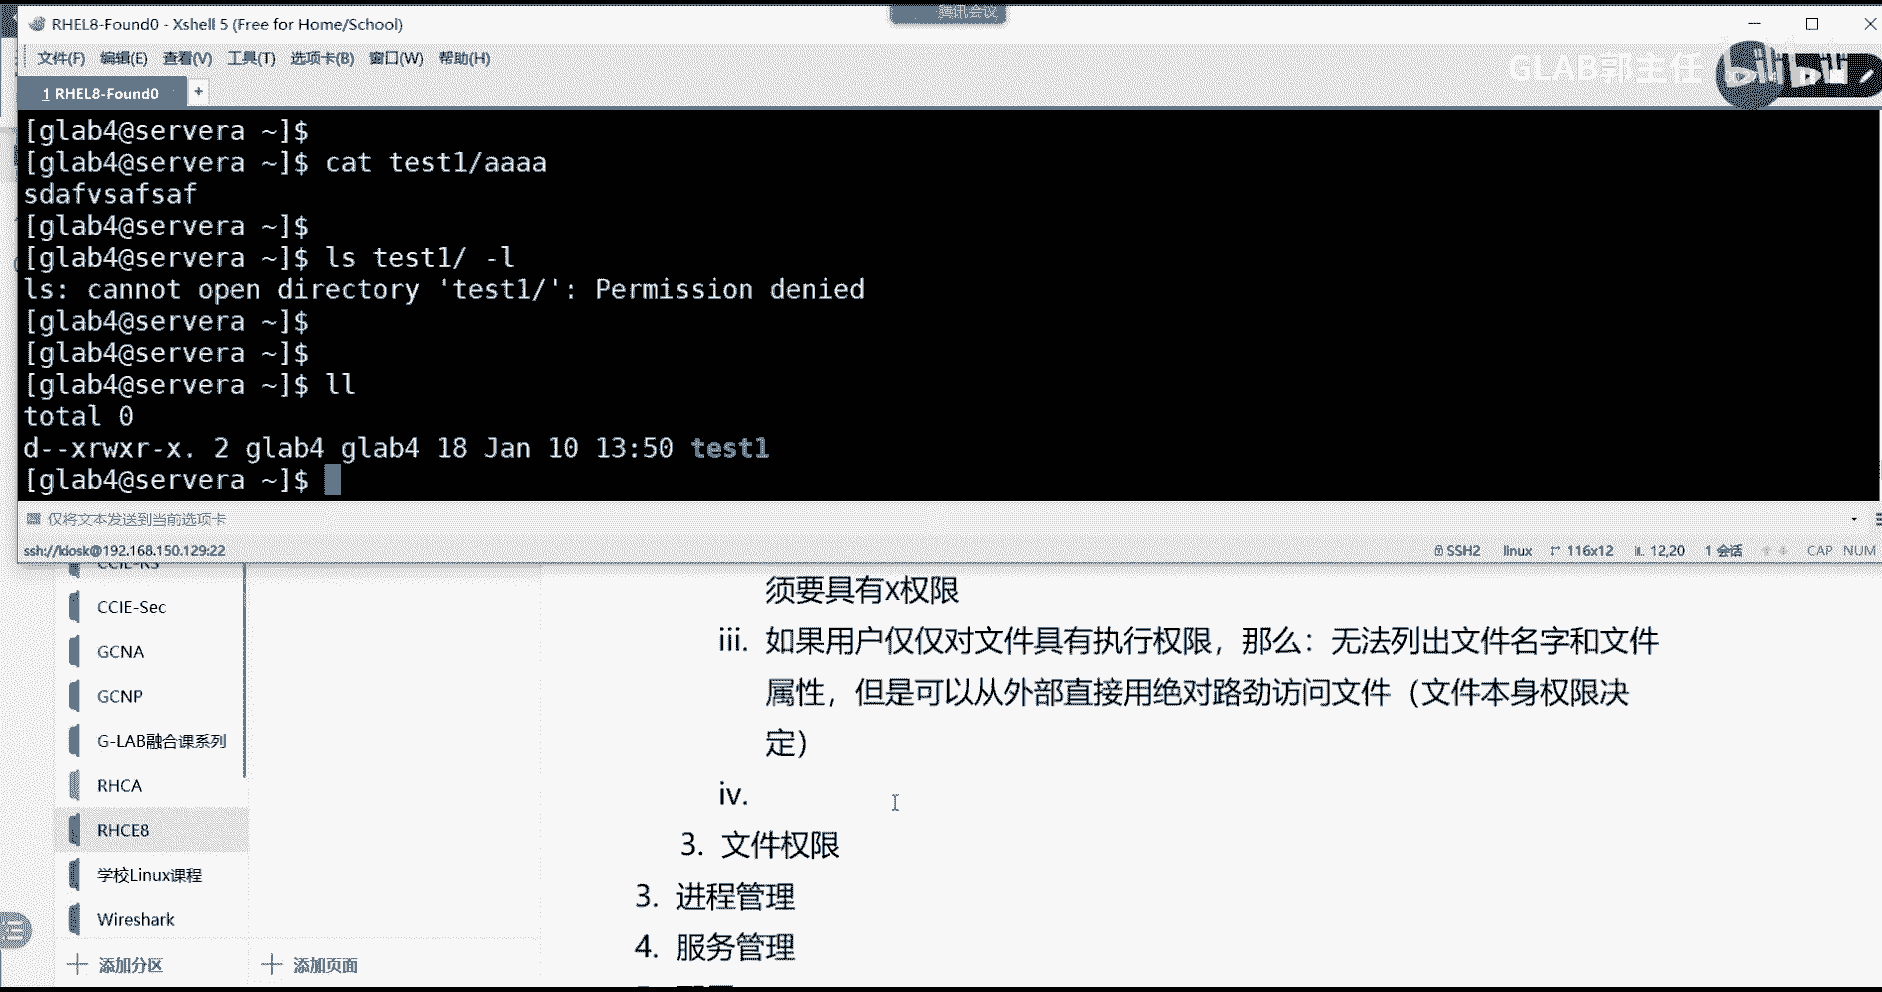 腾讯会议
RHEL8-Found0 - Xshell 5 (Free for Home/School)
文件(F) 编辑(E) 查看(V) 工具(T) 选项卡(B) 窗口(W) 帮助(H)
GLAB郭主任
bilibili
1 RHEL8-Found0 +
[glab4@servera ~]$
[glab4@servera ~]$ cat test1/aaaa
sdafvsafsaf
[glab4@servera ~]$
[glab4@servera ~]$ ls test1/ -l
ls: cannot open directory 'test1/': Permission denied
[glab4@servera ~]$
[glab4@servera ~]$
[glab4@servera ~]$ ll
total 0
d--xrwxr-x. 2 glab4 glab4 18 Jan 10 13:50 test1
[glab4@servera ~]$
仅将文本发送到当前选项卡
ssh://kiosk@192.168.150.129:22 SSH2 linux 116x12 12,20 1 会话 CAP NUM
CCIE-RS
CCIE-Sec
GCNA
GCNP
G-LAB融合课系列
RHCA
RHCE8
学校Linux课程
Wireshark
添加分区
添加页面
须要具有X权限
iii. 如果用户仅仅对文件具有执行权限，那么：无法列出文件名字和文件
属性，但是可以从外部直接用绝对路劲访问文件（文件本身权限决
定）
iv.
3. 文件权限
3. 进程管理
4. 服务管理